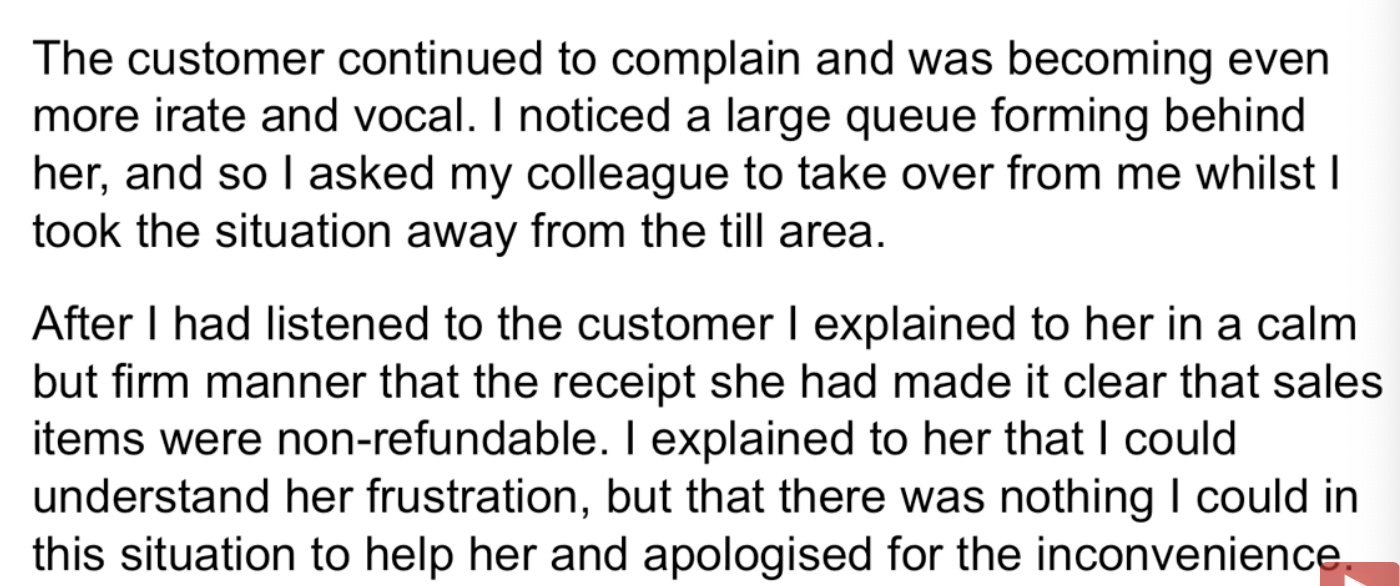 The customer continued to complain and was becoming even
more irate and vocal. I noticed a large queue forming behind
her, and so I asked my colleague to take over from me whilst I
took the situation away from the till area.
After I had listened to the customer I explained to her in a calm
but firm manner that the receipt she had made it clear that sales
items were non-refundable. I explained to her that I could
understand her frustration, but that there was nothing I could in
this situation to help her and apologised for the inconvenience.